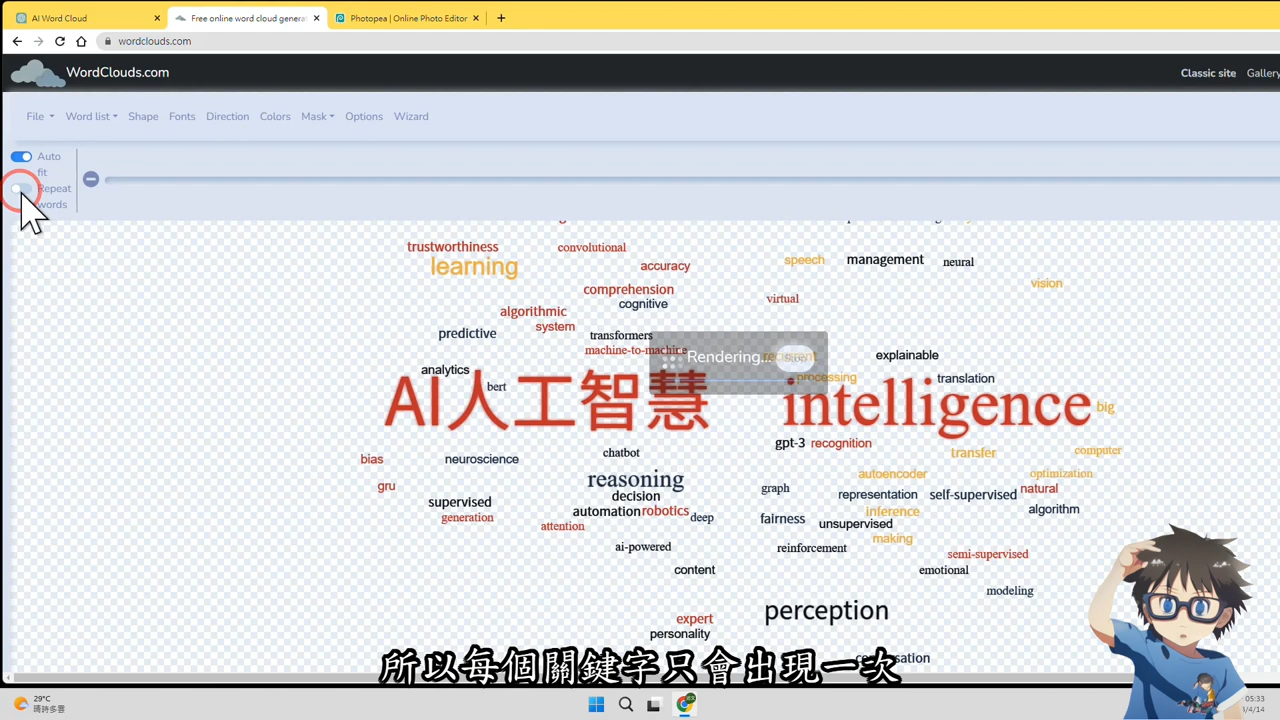 AI Word Cloud
Free online word cloud genera
Photopea | Online Photo Editor
wordclouds.com
WordClouds.com
Classic site
Gallery
File
Word list
Shape
Fonts
Direction
Colors
Mask
Options
Wizard
Auto
fit
Repeat
words
trustworthiness
convolutional
learning
accuracy
speech
management
neural
comprehension
cognitive
virtual
vision
algorithmic
system
predictive
transformers
machine-to-machine
Rendering...
Stop
explainable
analytics
bert
processing
translation
AI人工智慧
intelligence
big
gpt-3
recognition
bias
neuroscience
chatbot
transfer
computer
gru
reasoning
autoencoder
optimization
supervised
decision
graph
representation
self-supervised
natural
generation
automation
robotics
deep
inference
algorithm
attention
fairness
unsupervised
making
ai-powered
reinforcement
semi-supervised
content
emotional
modeling
expert
perception
personality
所以每個關鍵字只會出現一次
29°C
晴時多雲
05:33
/4/14